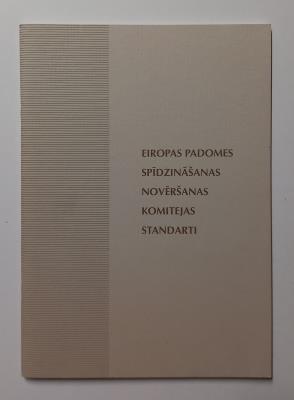 EIROPAS PADOMES
SPĪDZINĀŠANAS
NOVĒRŠANAS
KOMITEJAS
STANDARTI